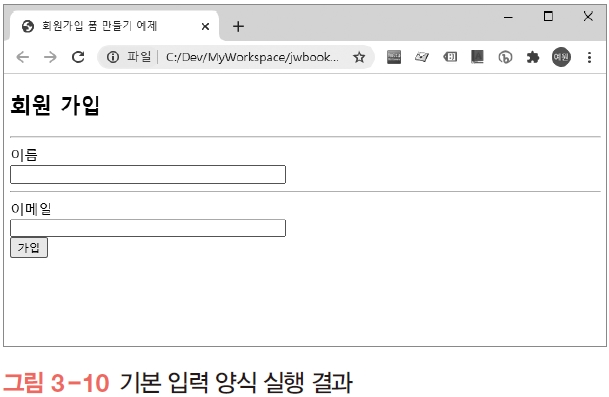 회원가입 폼 만들기 예제
파일 | C:/Dev/MyWorkspace/jwbook...
여원
회원 가입
이름
이메일
가입
그림 3-10 기본 입력 양식 실행 결과